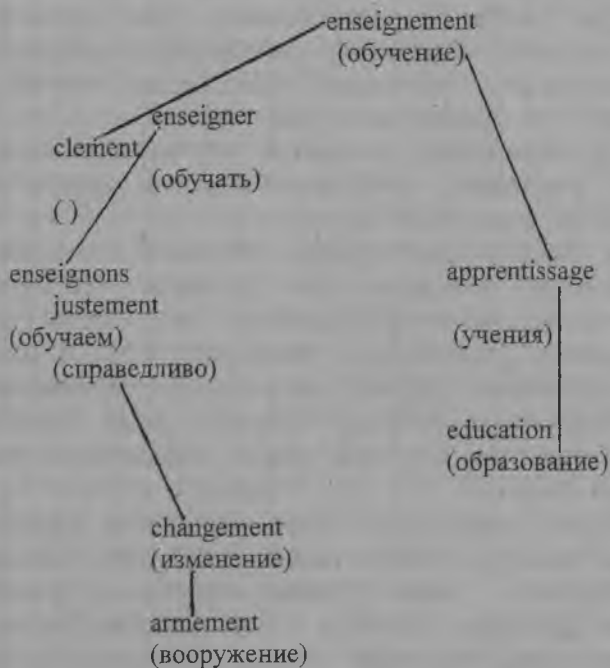 enseignement
(обучение)
enseigner
clement
(обучать)
( )
enseignons
justement
(обучаем)
(справедливо)
apprentissage
(учения)
education
(образование)
changement
(изменение)
armement
(вооружение)